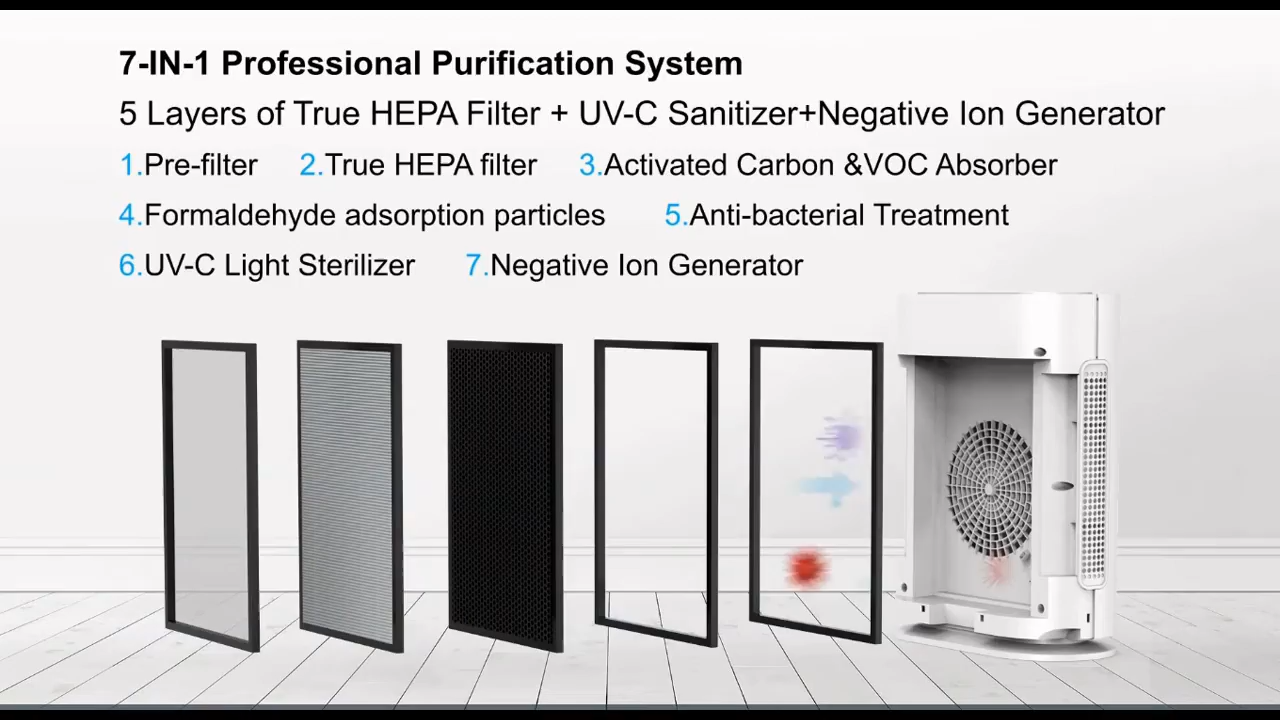 7-IN-1 Professional Purification System
5 Layers of True HEPA Filter + UV-C Sanitizer+Negative Ion Generator
1.Pre-filter 2.True HEPA filter 3.Activated Carbon &VOC Absorber
4.Formaldehyde adsorption particles 5.Anti-bacterial Treatment
6.UV-C Light Sterilizer 7.Negative Ion Generator